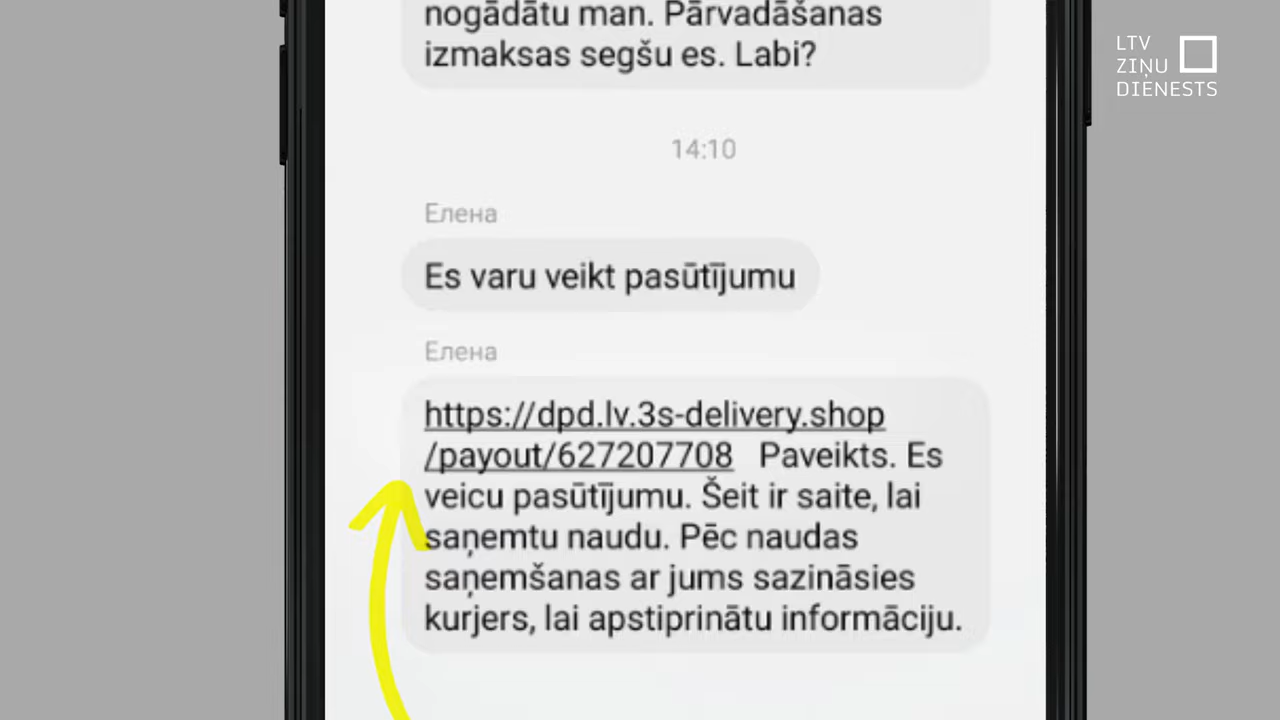 nogādātu man. Pārvadāšanas
izmaksas segšu es. Labi?
LTV
ZIŅU
DIENESTS
14:10
Елена
Es varu veikt pasūtījumu
Елена
https://dpd.lv.3s-delivery.shop
/payout/627207708 Paveikts. Es
veicu pasūtījumu. Šeit ir saite, lai
saņemtu naudu. Pēc naudas
saņemšanas ar jums sazināsies
kurjers, lai apstiprinātu informāciju.